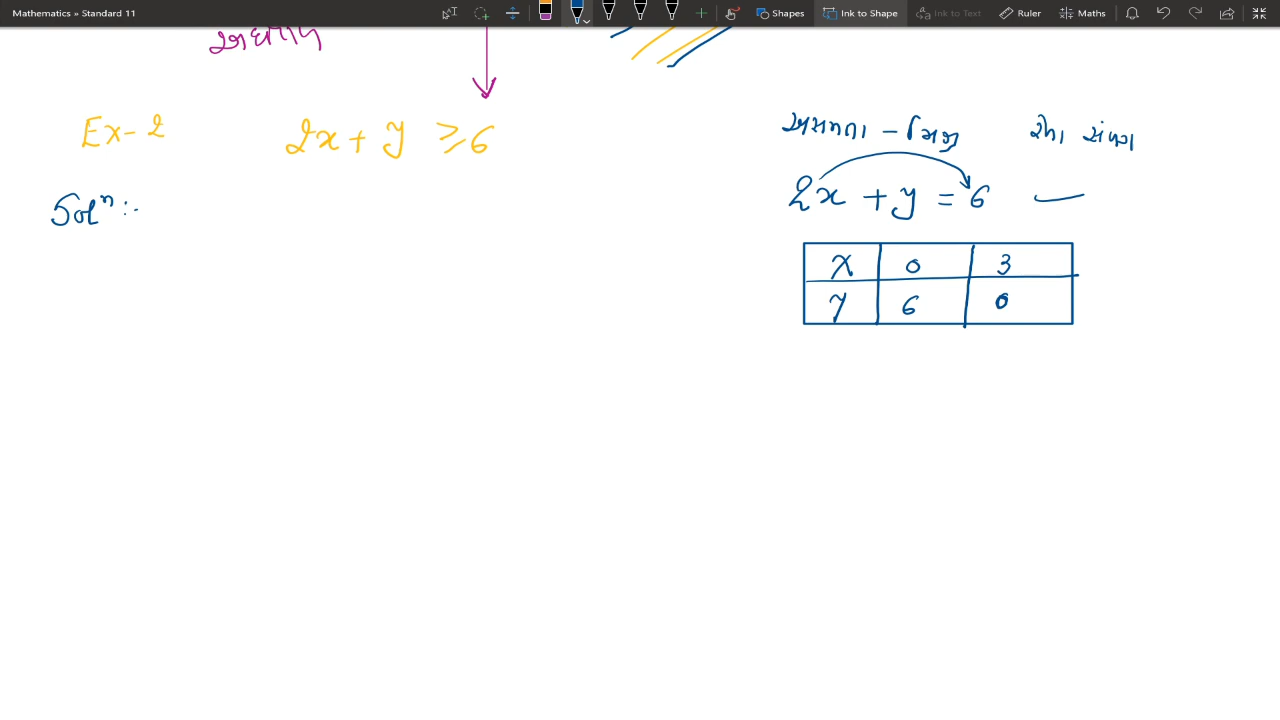 Mathematics » Standard 11
Shapes
Ink to Shape
Ink to Text
Ruler
Maths
Ex-2 2x + y ≥ 6
Solⁿ :-
અસમતા -
રેખા
2x + y = 6
x 0 3
y 6 0